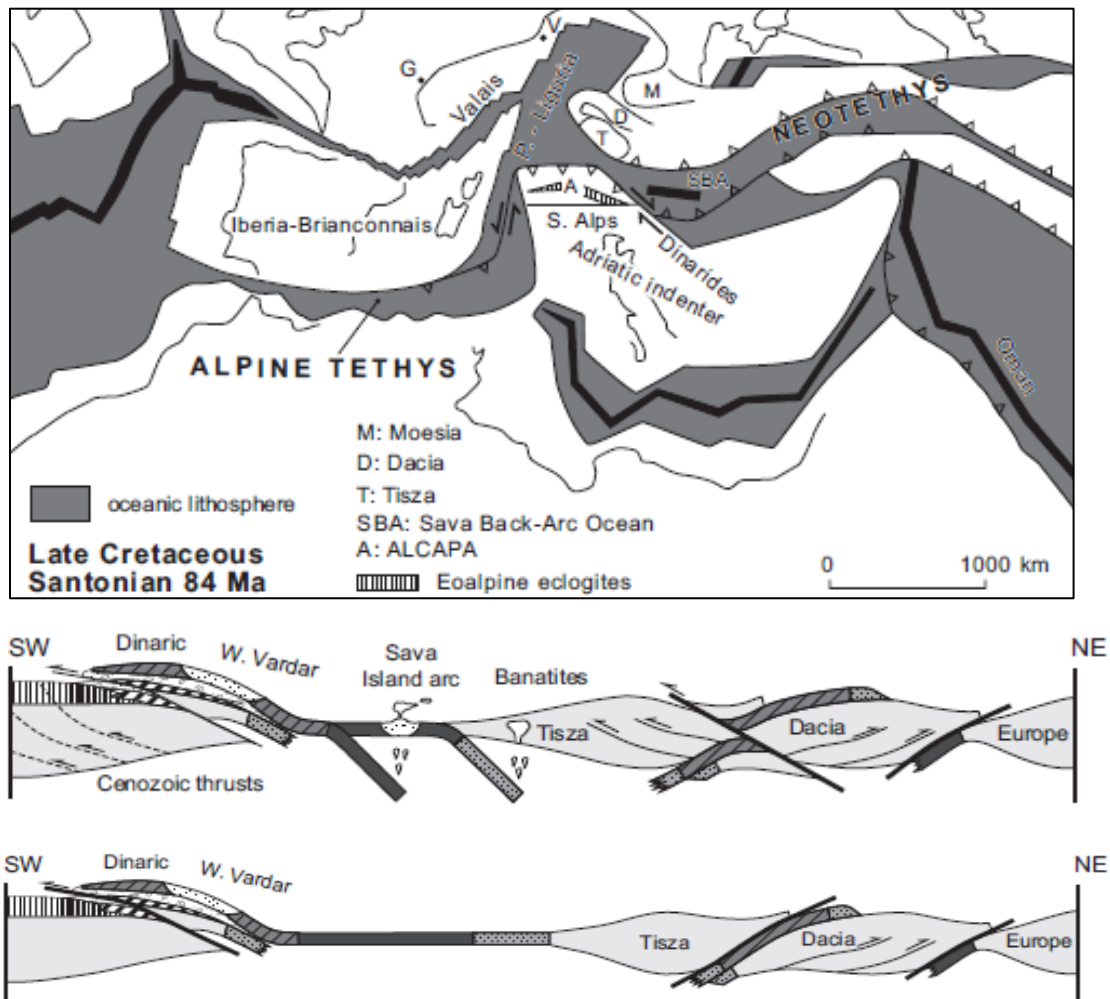 V
G
Valais
P. - Liguria
M
D
T
NEOTETHYS
SBA
A
Iberia-Brianconnais
S. Alps
Dinarides
Adriatic indenter
Oman
ALPINE TETHYS
M: Moesia
D: Dacia
T: Tisza
SBA: Sava Back-Arc Ocean
A: ALCAPA
Eoalpine eclogites
oceanic lithosphere
Late Cretaceous
Santonian 84 Ma
0 1000 km
SW NE
Dinaric
W. Vardar
Sava
Island arc
Banatites
Tisza
Dacia
Europe
Cenozoic thrusts
SW NE
Dinaric
W. Vardar
Tisza
Dacia
Europe